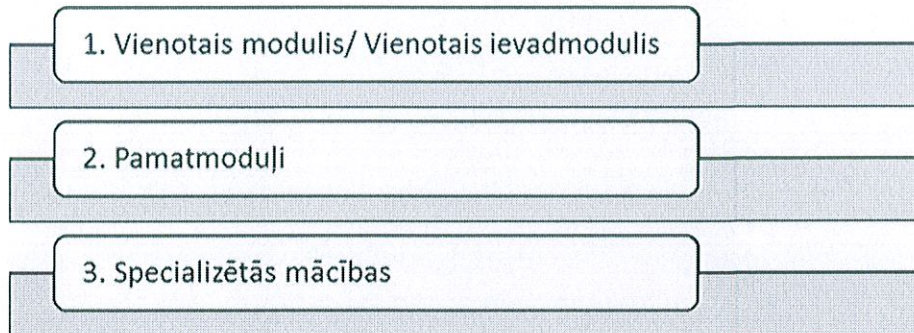 1. Vienotais modulis/ Vienotais ievadmodulis
2. Pamatmoduļi
3. Specializētās mācības